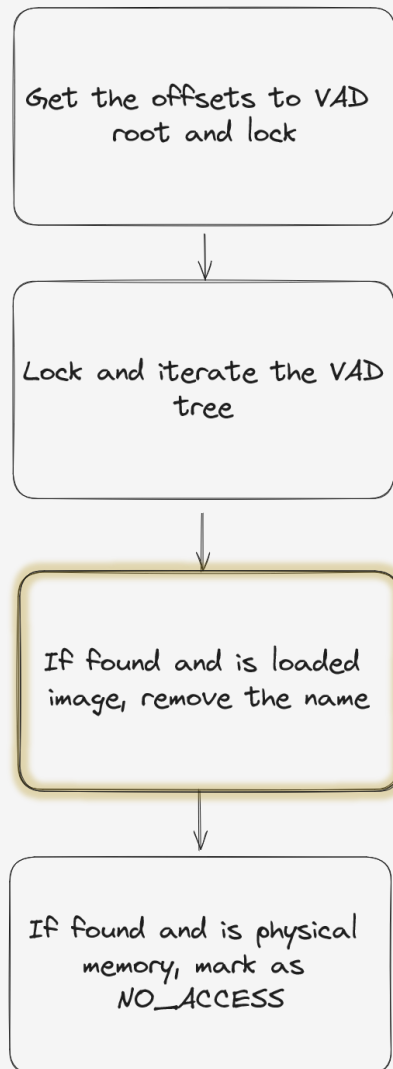 Get the offsets to VAD
root and lock
Lock and iterate the VAD
tree
If found and is loaded
image, remove the name
If found and is physical
memory, mark as
NO_ACCESS